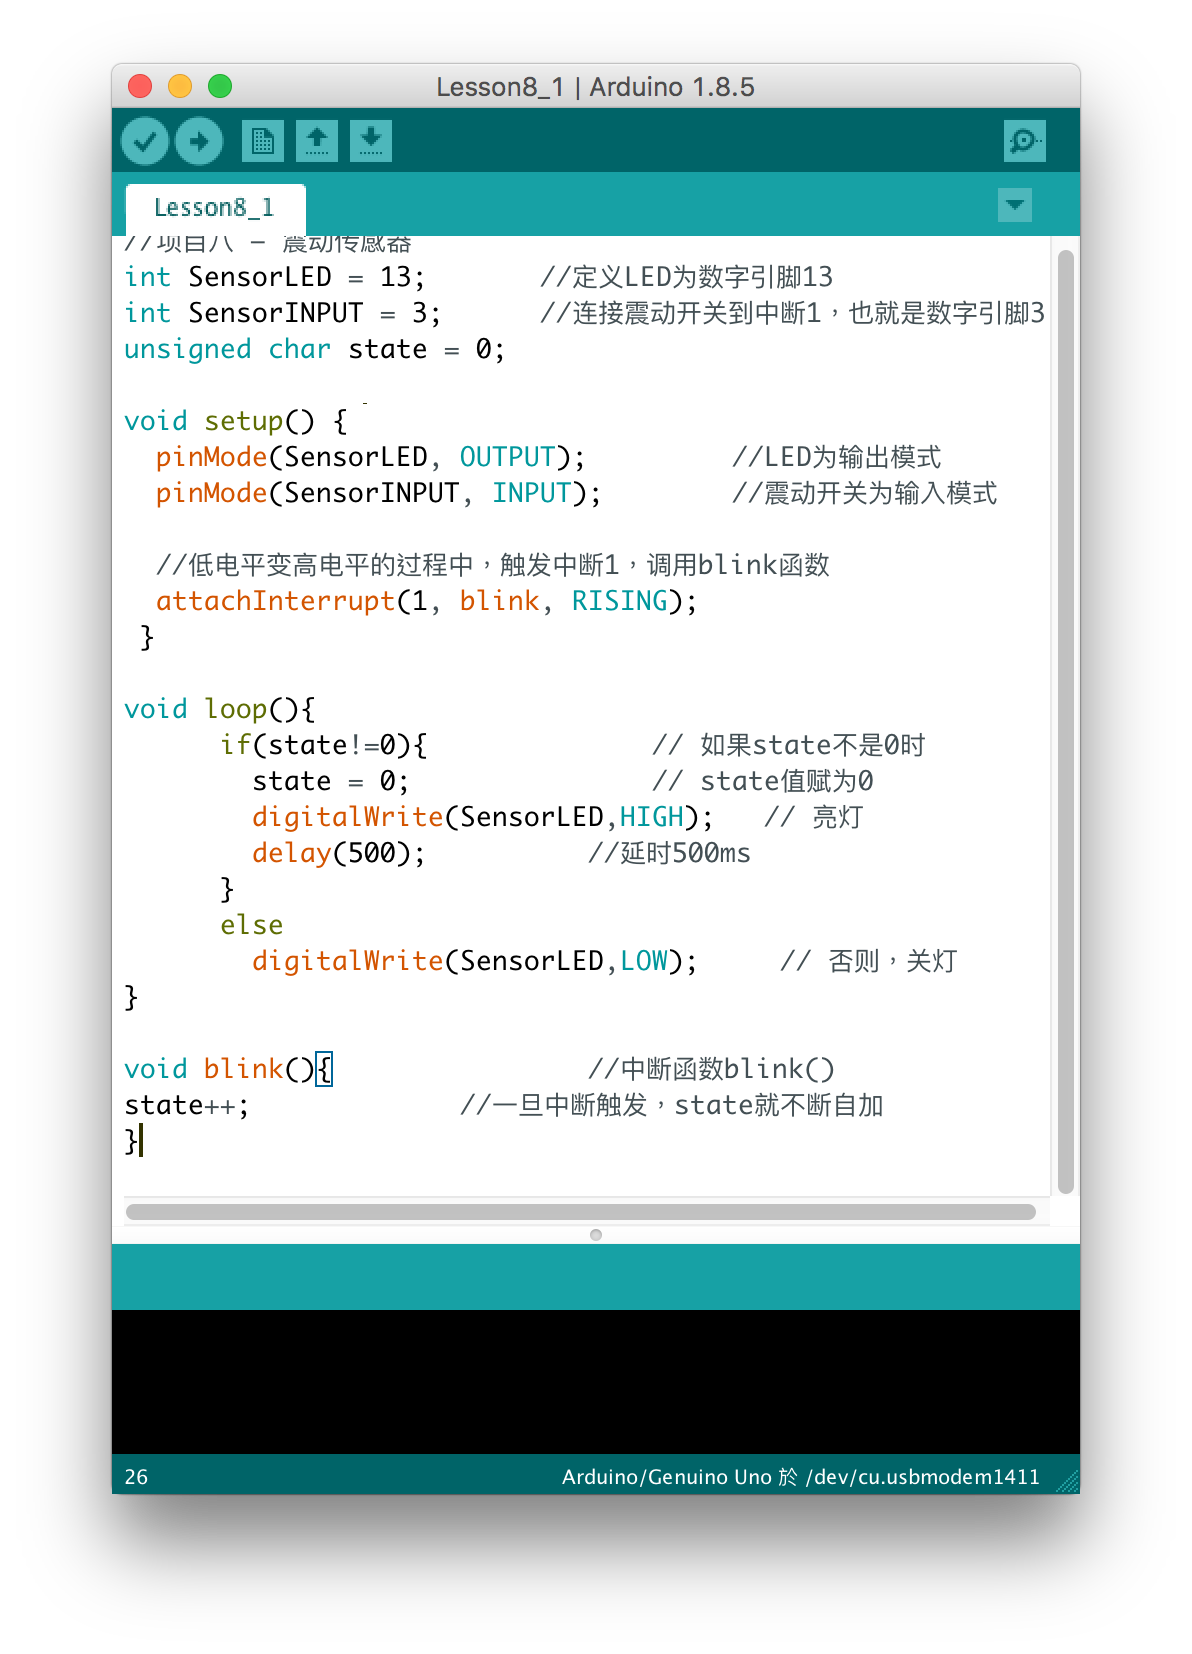 Lesson8_1 | Arduino 1.8.5
Lesson8_1
//项目八 - 震动传感器
int SensorLED = 13;       //定义LED为数字引脚13
int SensorINPUT = 3;      //连接震动开关到中断1，也就是数字引脚3
unsigned char state = 0;
void setup() {
  pinMode(SensorLED, OUTPUT);         //LED为输出模式
  pinMode(SensorINPUT, INPUT);        //震动开关为输入模式
  //低电平变高电平的过程中，触发中断1，调用blink函数
  attachInterrupt(1, blink, RISING);
 }
void loop(){
      if(state!=0){              // 如果state不是0时
        state = 0;               // state值赋为0
        digitalWrite(SensorLED,HIGH);   // 亮灯
        delay(500);          //延时500ms
      }
      else
        digitalWrite(SensorLED,LOW);     // 否则，关灯
}
void blink(){                //中断函数blink()
state++;             //一旦中断触发，state就不断自加
}
26
Arduino/Genuino Uno 於 /dev/cu.usbmodem1411